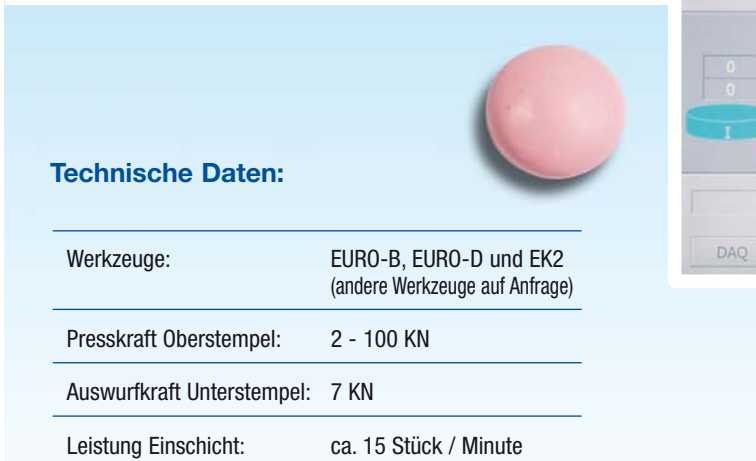 Technische Daten:
Werkzeuge: EURO-B, EURO-D und EK2
(andere Werkzeuge auf Anfrage)
Presskraft Oberstempel: 2 - 100 KN
Auswurfkraft Unterstempel: 7 KN
Leistung Einschicht: ca. 15 Stück / Minute
0
0
I
DAQ